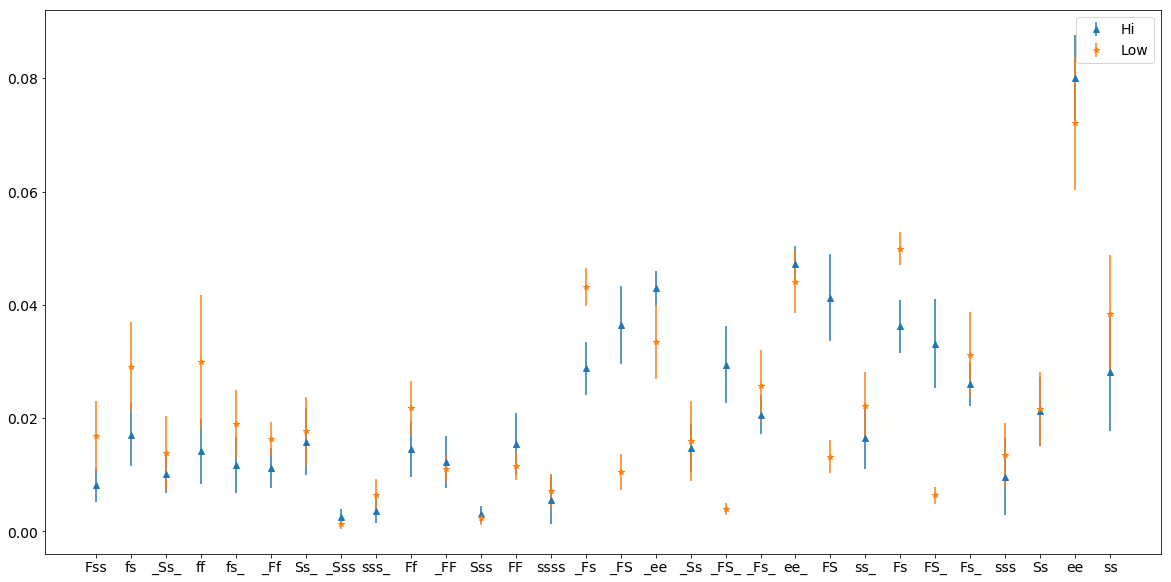 Hi
Low
0.08
0.06
0.04
0.02
0.00
Fss fs _Ss_ ff fs_ _Ff Ss_ _Sss sss_ Ff _FF Sss FF ssss _Fs _FS _ee _Ss _FS_ _Fs_ ee_ FS ss_ Fs FS_ Fs_ sss Ss ee ss